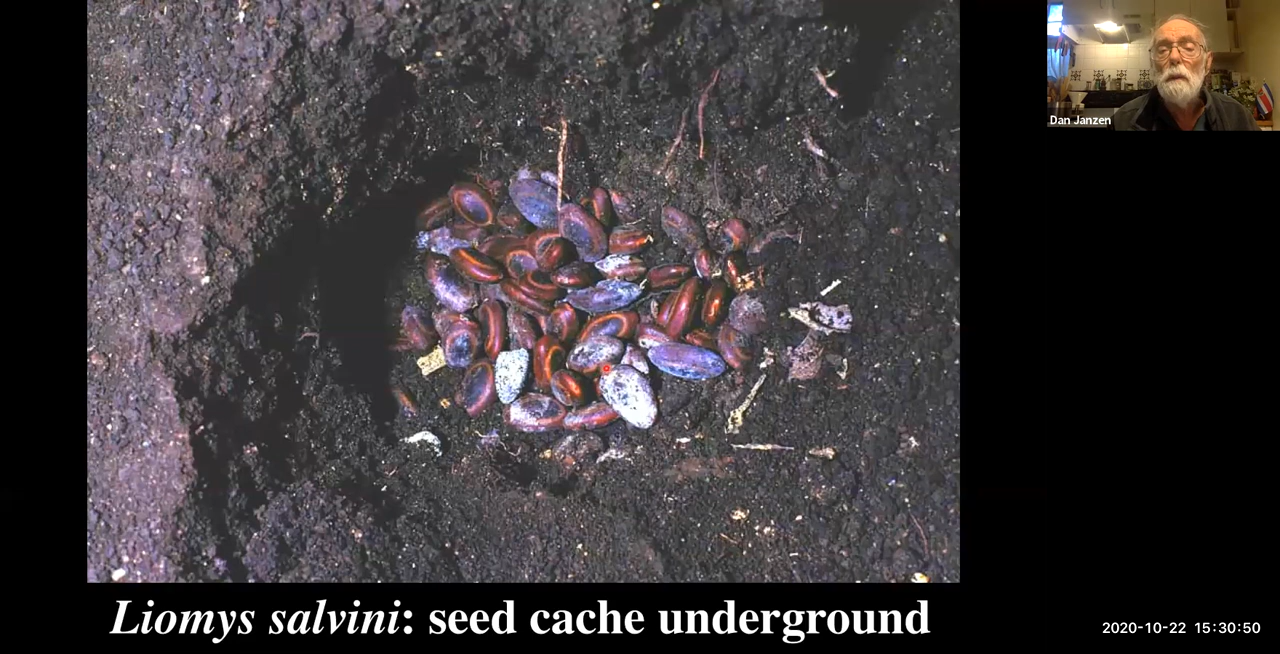 Dan Janzen
Liomys salvini: seed cache underground
2020-10-22 15:30:50